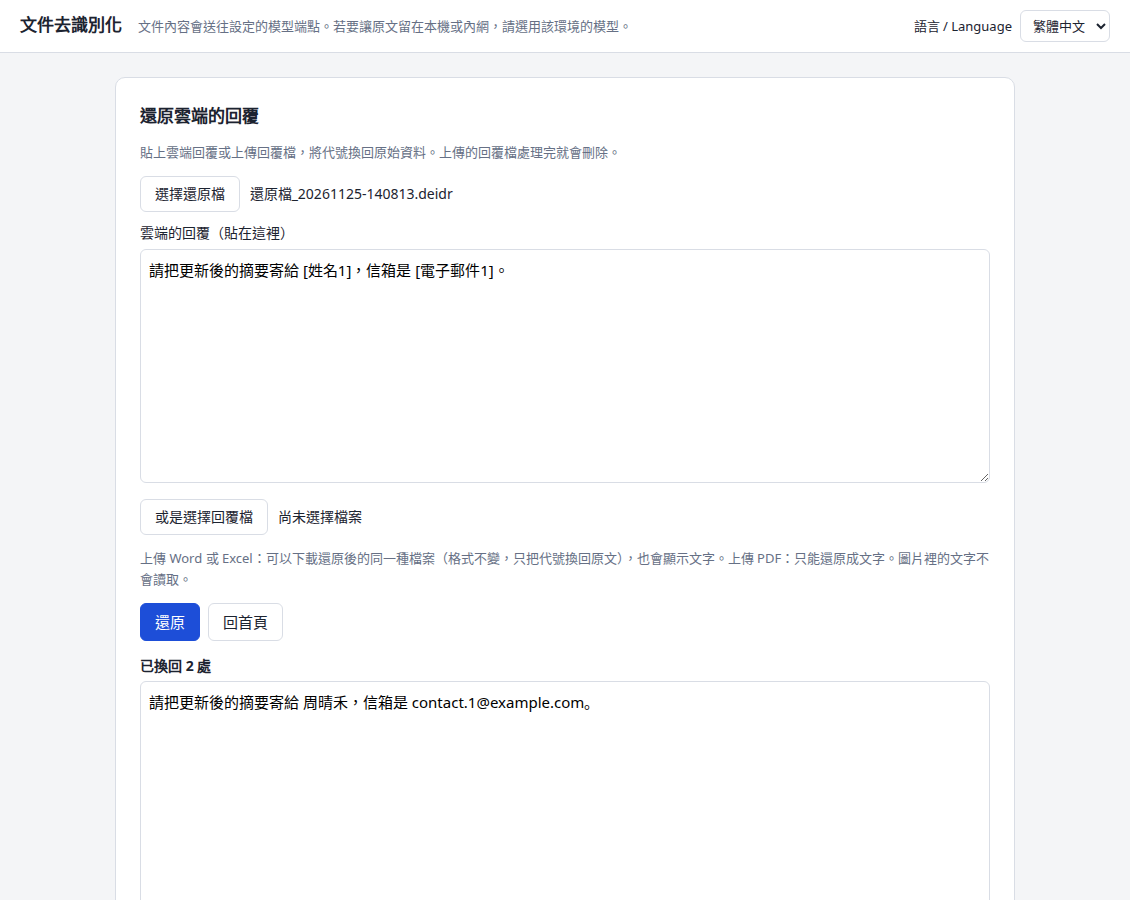 文件去識別化
文件內容會送往設定的模型端點。若要讓原文留在本機或內網，請選用該環境的模型。
語言 / Language
繁體中文
還原雲端的回覆
貼上雲端回覆或上傳回覆檔，將代號換回原始資料。上傳的回覆檔處理完就會刪除。
選擇還原檔
還原檔_20261125-140813.deidr
雲端的回覆（貼在這裡）
請把更新後的摘要寄給 [姓名1]，信箱是 [電子郵件1]。
或是選擇回覆檔
尚未選擇檔案
上傳 Word 或 Excel：可以下載還原後的同一種檔案（格式不變，只把代號換回原文），也會顯示文字。上傳 PDF：只能還原成文字。圖片裡的文字不
會讀取。
還原
回首頁
已換回 2 處
請把更新後的摘要寄給 周晴禾，信箱是 contact.1@example.com。